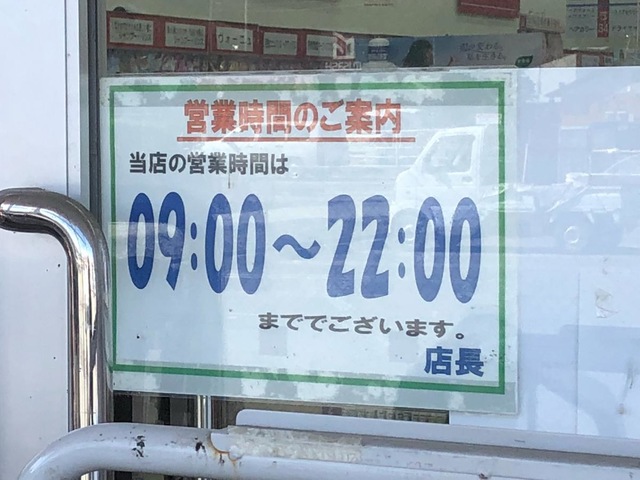 営業時間のご案内
当店の営業時間は
09:00~22:00
まででございます。
店長